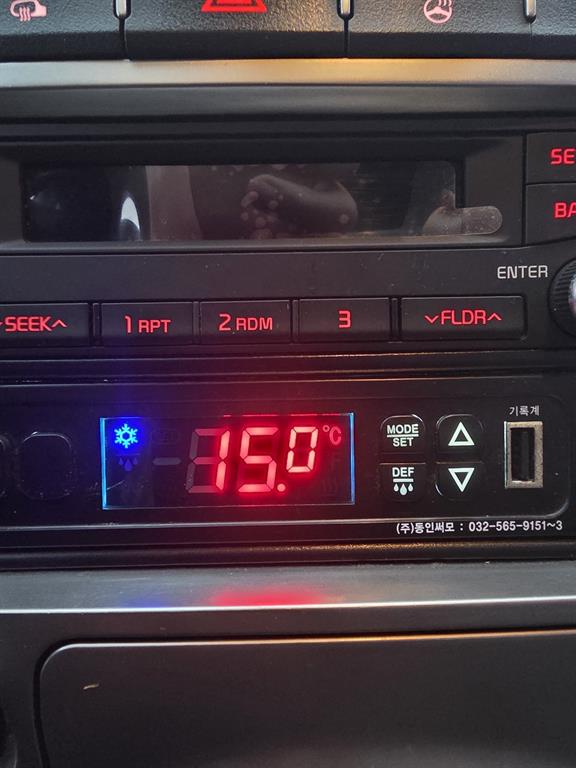 SE
BA
ENTER
SEEK 1 RPT 2 RDM 3 FLDR
기록계
MODE
SET
15.0 °C
DEF
(주)동인써모 : 032-565-9151~3